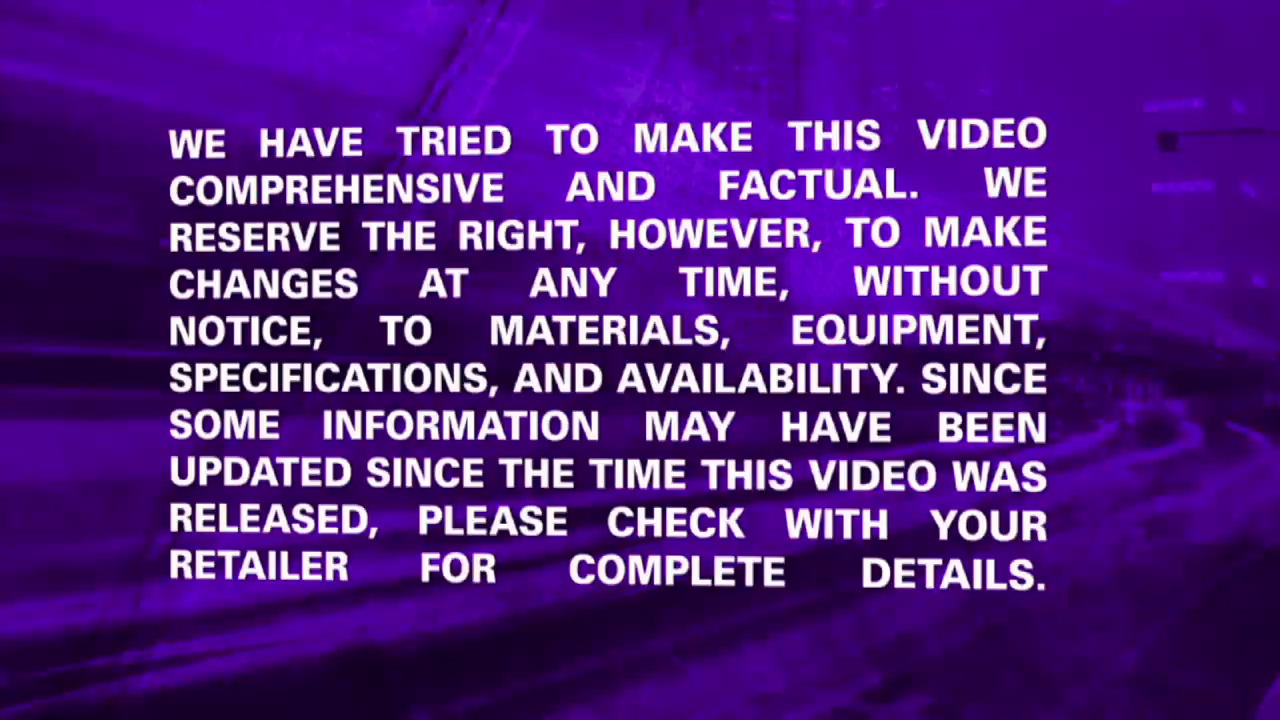 WE HAVE TRIED TO MAKE THIS VIDEO
COMPREHENSIVE AND FACTUAL. WE
RESERVE THE RIGHT, HOWEVER, TO MAKE
CHANGES AT ANY TIME, WITHOUT
NOTICE, TO MATERIALS, EQUIPMENT,
SPECIFICATIONS, AND AVAILABILITY. SINCE
SOME INFORMATION MAY HAVE BEEN
UPDATED SINCE THE TIME THIS VIDEO WAS
RELEASED, PLEASE CHECK WITH YOUR
RETAILER FOR COMPLETE DETAILS.